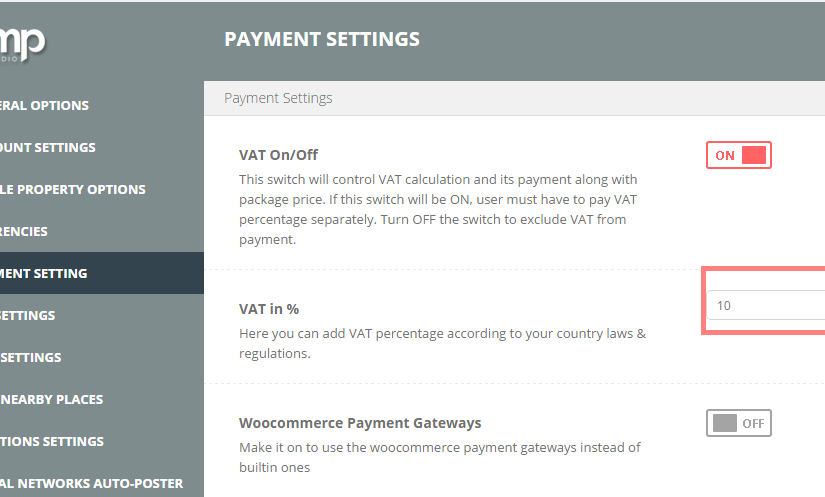 mp
DIO
PAYMENT SETTINGS
ERAL OPTIONS
OUNT SETTINGS
LE PROPERTY OPTIONS
RENCIES
MENT SETTING
SETTINGS
SETTINGS
NEARBY PLACES
TIONS SETTINGS
AL NETWORKS AUTO-POSTER
Payment Settings
VAT On/Off
ON
This switch will control VAT calculation and its payment along with
package price. If this switch will be ON, user must have to pay VAT
percentage separately. Turn OFF the switch to exclude VAT from
payment.
VAT in %
10
Here you can add VAT percentage according to your country laws &
regulations.
Woocommerce Payment Gateways
OFF
Make it on to use the woocommerce payment gateways instead of
builtin ones